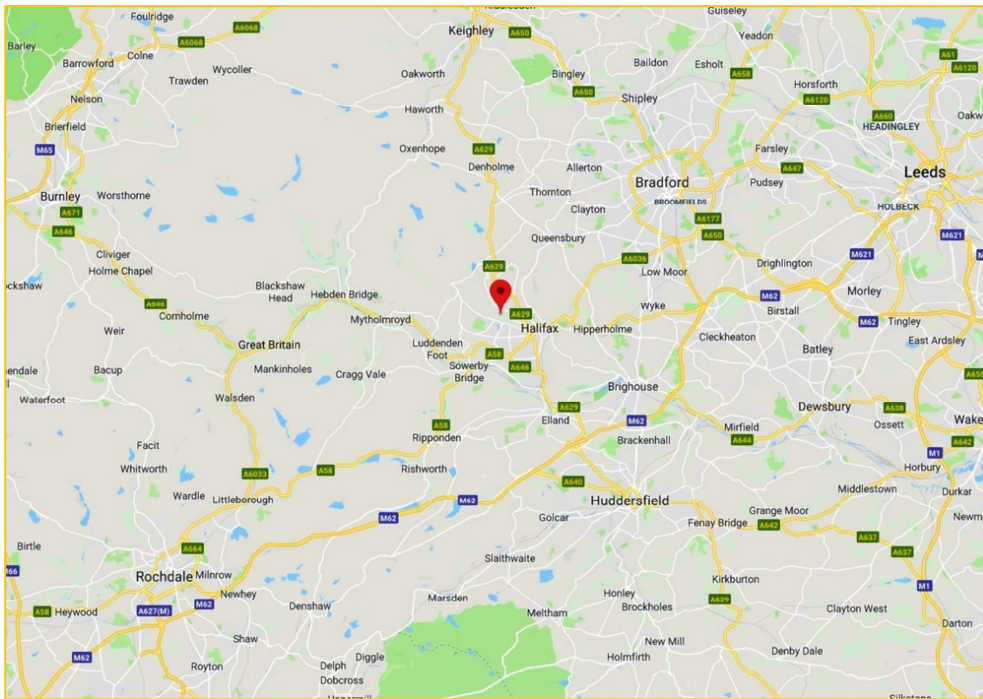 Foulridge
A6068
A6068
Barley
Barrowford
Colne
Wycoller
Trawden
Nelson
Brierfield
M65
Burnley
Worsthorne
A671
A646
Cliviger
Holme Chapel
A646
Cornholme
Weir
Bacup
Waterfoot
Great Britain
Mankinholes
Walsden
Blackshaw
Head
Hebden Bridge
Mytholmroyd
Cragg Vale
Luddenden
Foot
Sowerby
Bridge
A58
A646
A58
Ripponden
Rishworth
Facit
Whitworth
Wardle
A6033
A58
Littleborough
M62
M62
Birtle
A664
Rochdale
Milnrow
Newhey
A58
Heywood
A627(M)
M62
M62
Shaw
Royton
Denshaw
Delph
Dobcross
Diggle
Marsden
Slaithwaite
Golcar
Meltham
Keighley
A650
Oakworth
Haworth
Oxenhope
A629
Denholme
Bingley
A650
Baildon
Shipley
Guiseley
Yeadon
Esholt
A658
Horsforth
A6120
A61
A6120
A660
HEADINGLEY
Farsley
A647
Pudsey
Leeds
HOLBECK
M621
M621
Allerton
Thornton
Clayton
Queensbury
Bradford
BROOMFIELDS
A6177
A650
A6036
Low Moor
Drighlington
M62
Birstall
Morley
M62
Tingley
East Ardsley
A650
A629
A629
Halifax
Hipperholme
Wyke
Cleckheaton
Batley
Brighouse
Dewsbury
A638
Ossett
A642
M1
Horbury
Durkar
A629
Elland
M62
Brackenhall
Mirfield
A644
A640
Huddersfield
Fenay Bridge
Grange Moor
A642
Middlestown
A637
A637
M1
Kirkburton
A629
Honley
Brockholes
New Mill
Holmfirth
Clayton West
Denby Dale
Darton